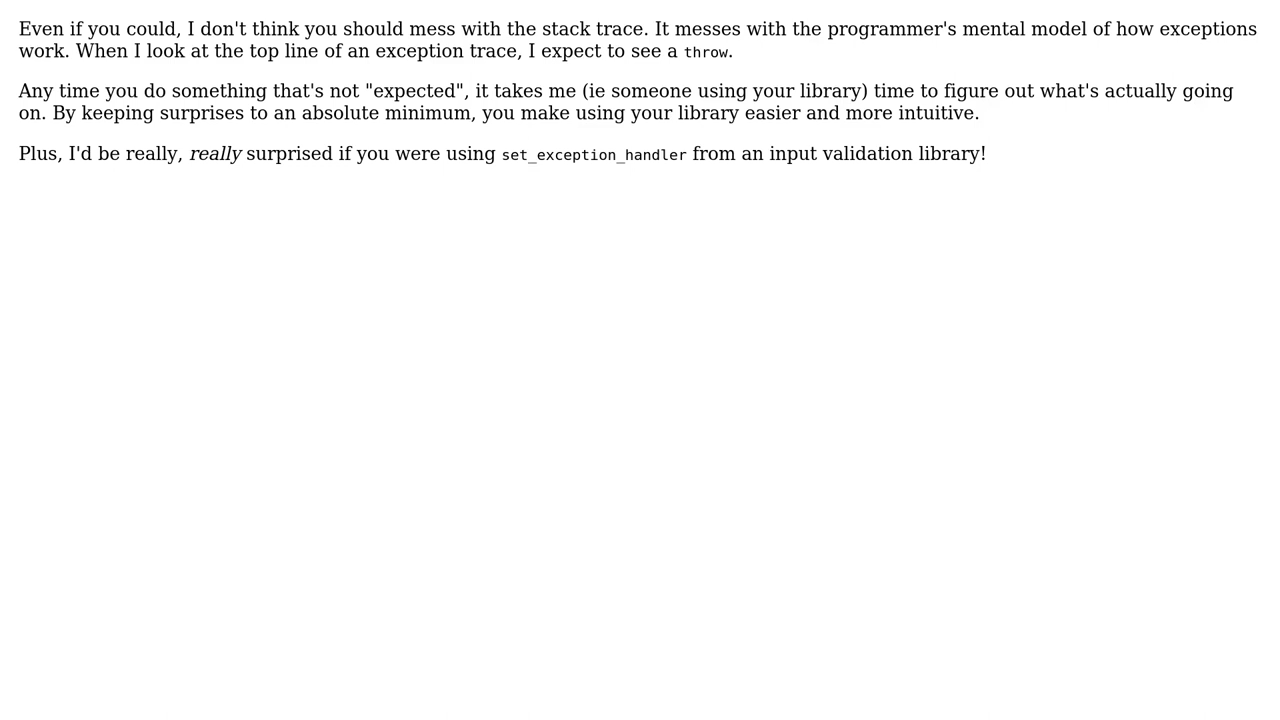 Even if you could, I don't think you should mess with the stack trace. It messes with the programmer's mental model of how exceptions
work. When I look at the top line of an exception trace, I expect to see a throw.
Any time you do something that's not "expected", it takes me (ie someone using your library) time to figure out what's actually going
on. By keeping surprises to an absolute minimum, you make using your library easier and more intuitive.
Plus, I'd be really, really surprised if you were using set_exception_handler from an input validation library!